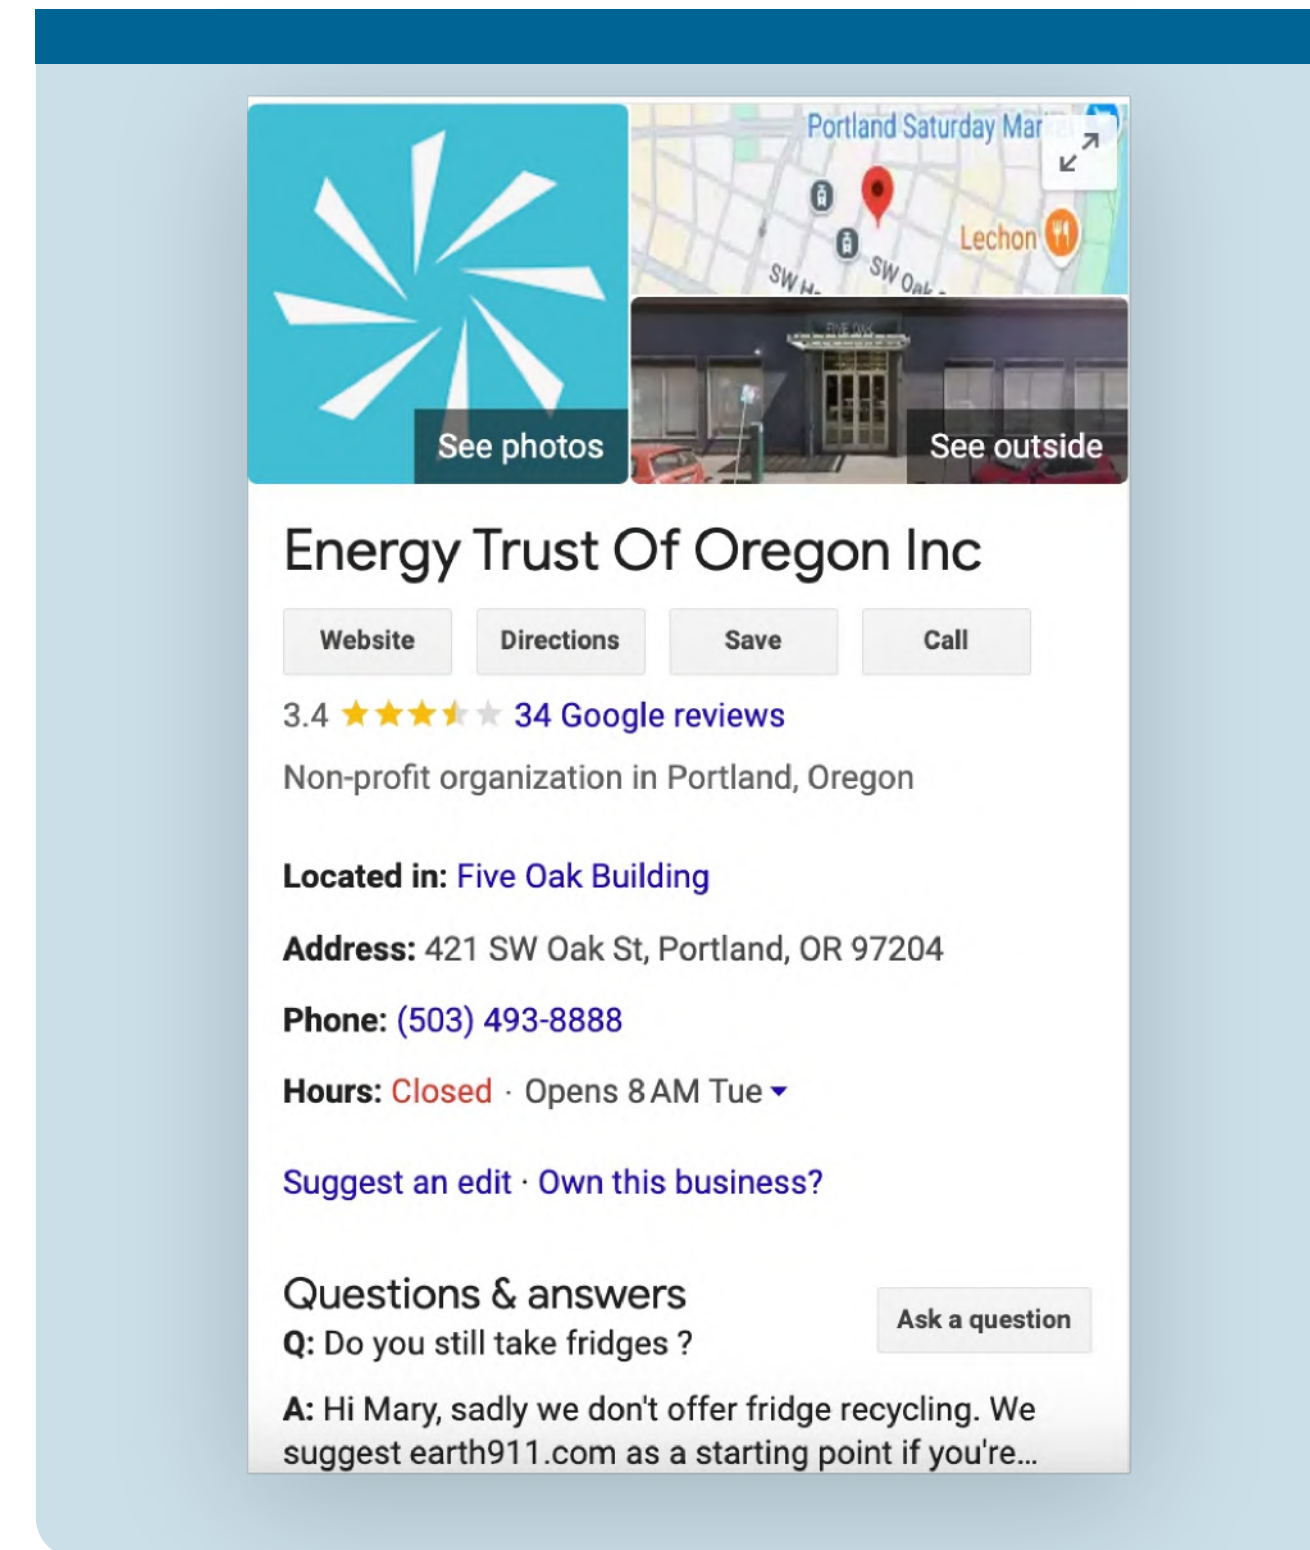 Portland Saturday Mar
Lechon
SW Oak
FIVE OAK
See photos
See outside
Energy Trust Of Oregon Inc
Website
Directions
Save
Call
3.4
34 Google reviews
Non-profit organization in Portland, Oregon
Located in: Five Oak Building
Address: 421 SW Oak St, Portland, OR 97204
Phone: (503) 493-8888
Hours: Closed · Opens 8 AM Tue
Suggest an edit · Own this business?
Questions & answers
Ask a question
Q: Do you still take fridges ?
A: Hi Mary, sadly we don't offer fridge recycling. We
suggest earth911.com as a starting point if you're...